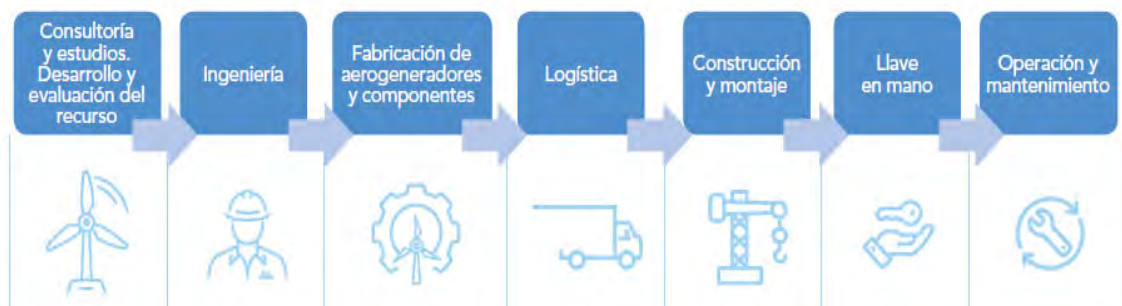 Consultoría
y estudios.
Desarrollo y
evaluación del
recurso
Ingeniería
Fabricación de
aerogeneradores
y componentes
Logística
Construcción
y montaje
Llave
en mano
Operación y
mantenimiento